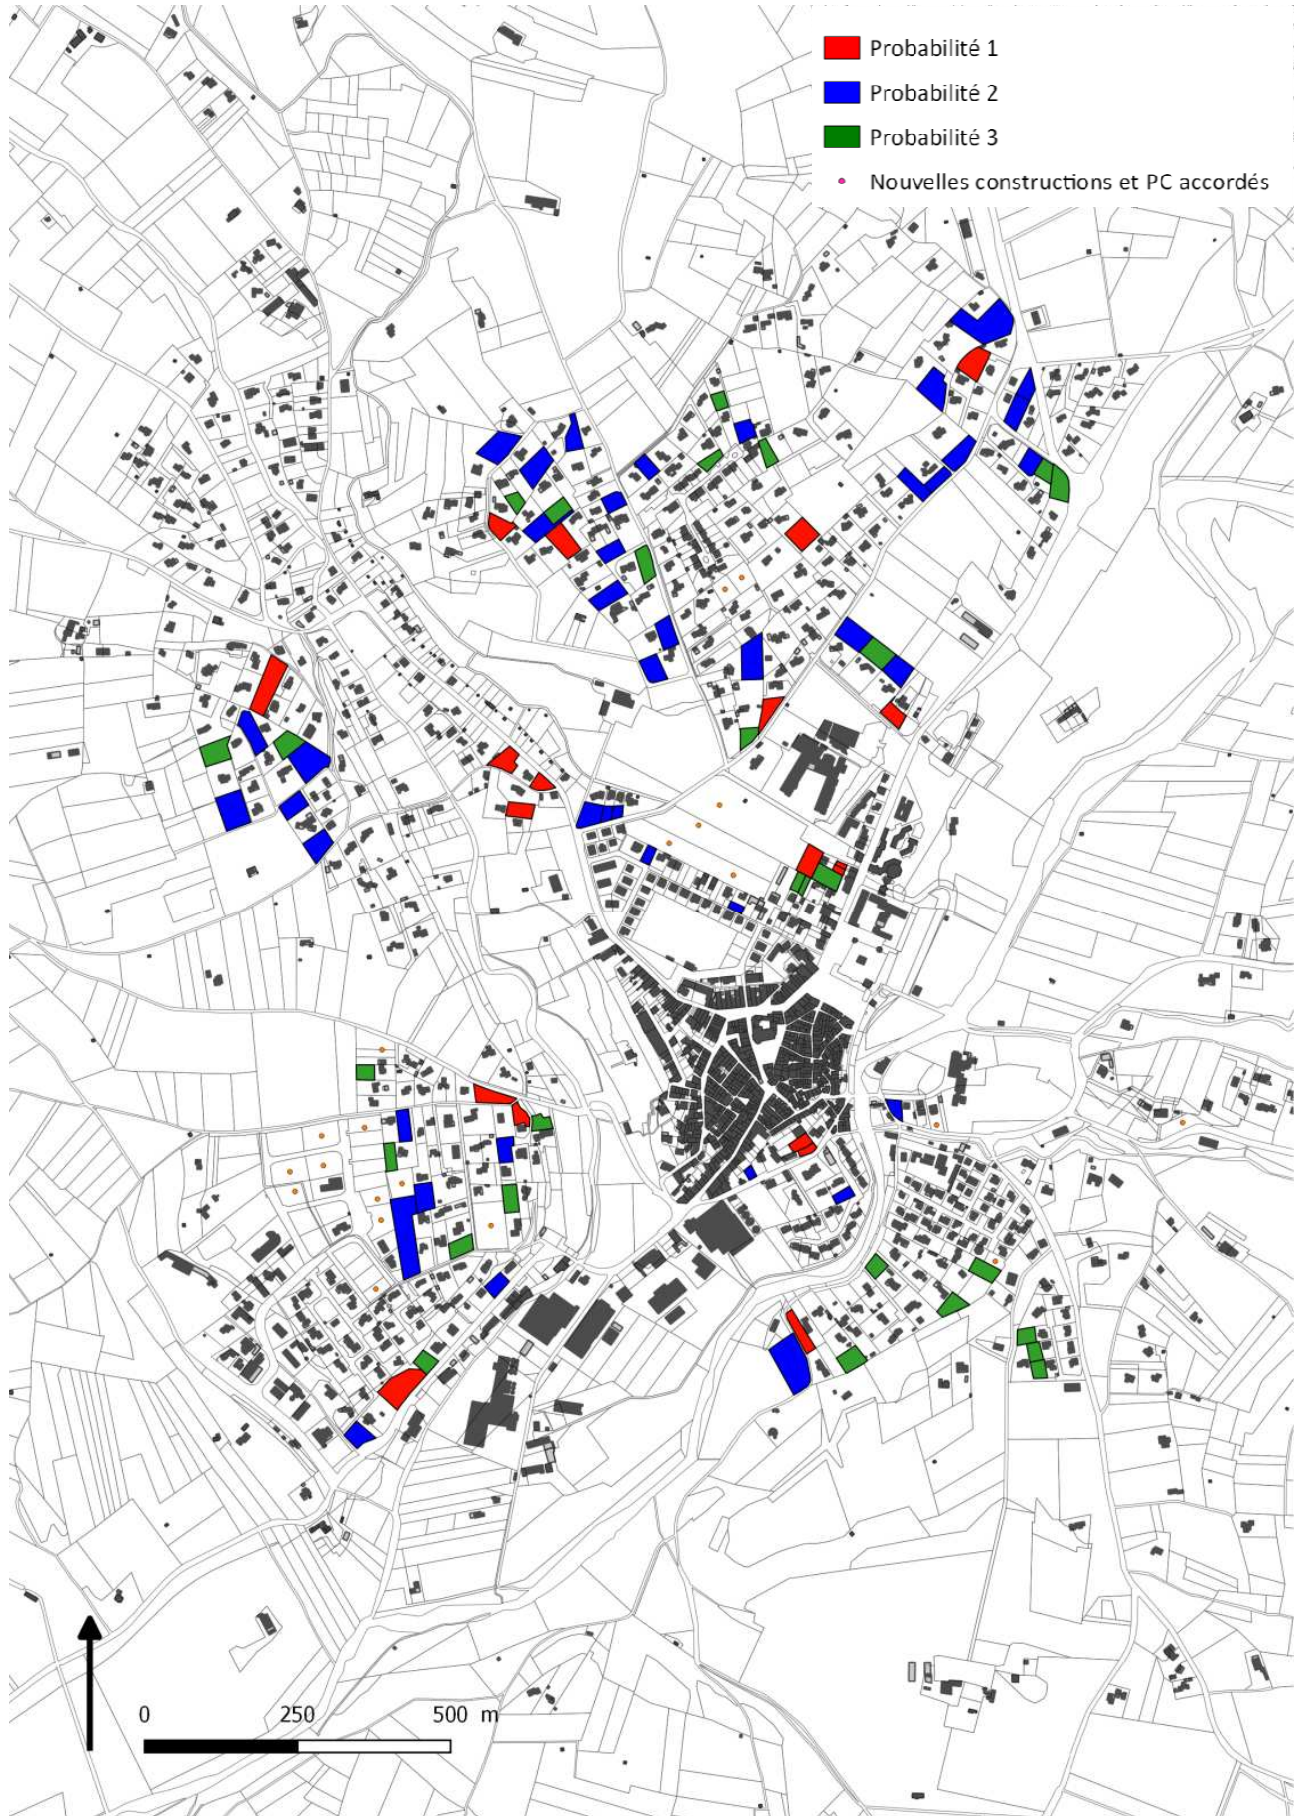 Probabilité 1
Probabilité 2
Probabilité 3
Nouvelles constructions et PC accordés
0 250 500 m